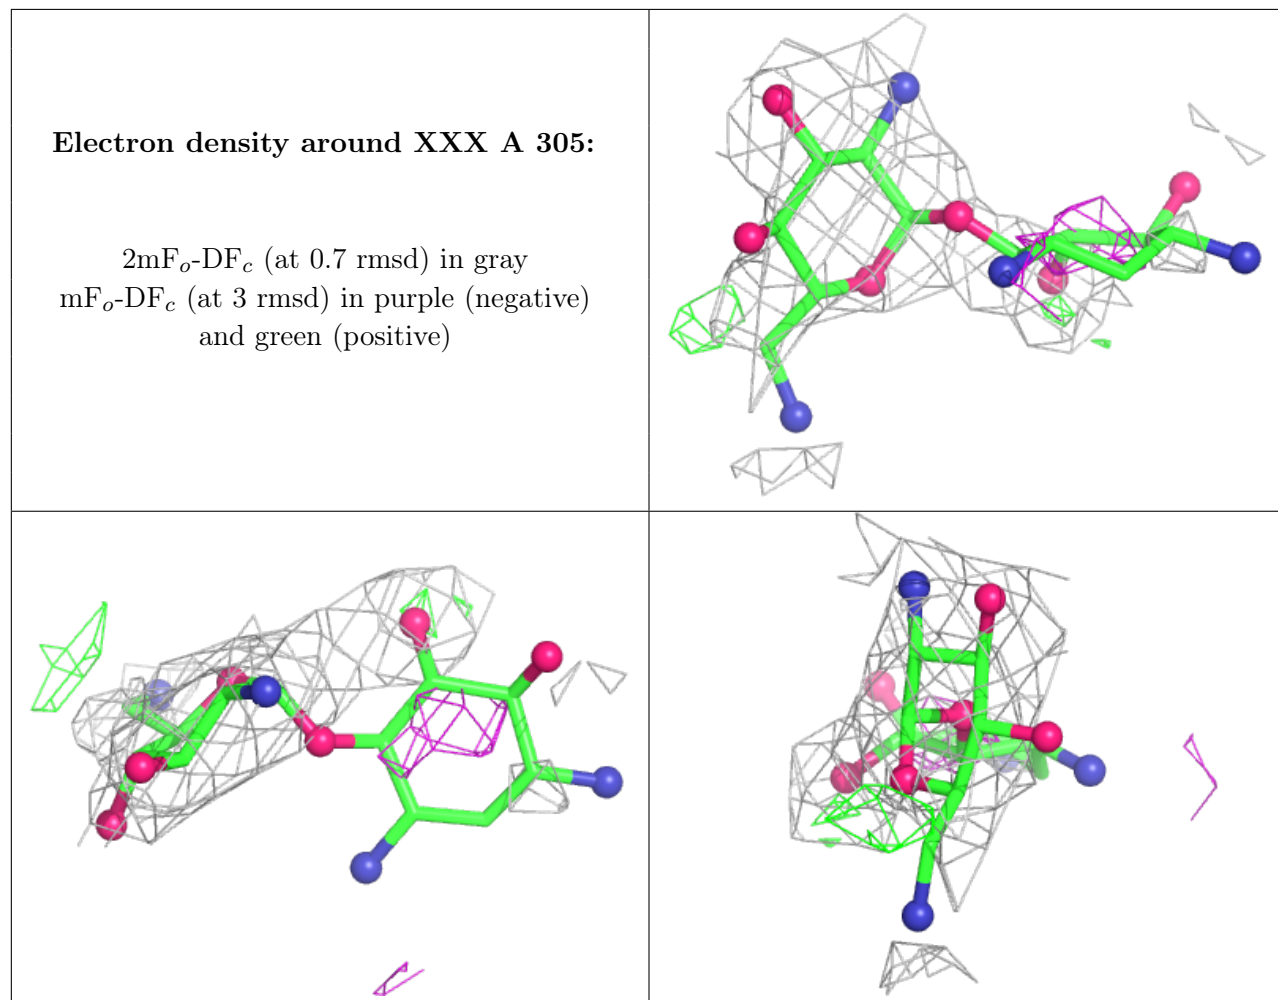 Electron density around XXX A 305:
2mFo-DFc (at 0.7 rmsd) in gray
mFo-DFc (at 3 rmsd) in purple (negative)
and green (positive)